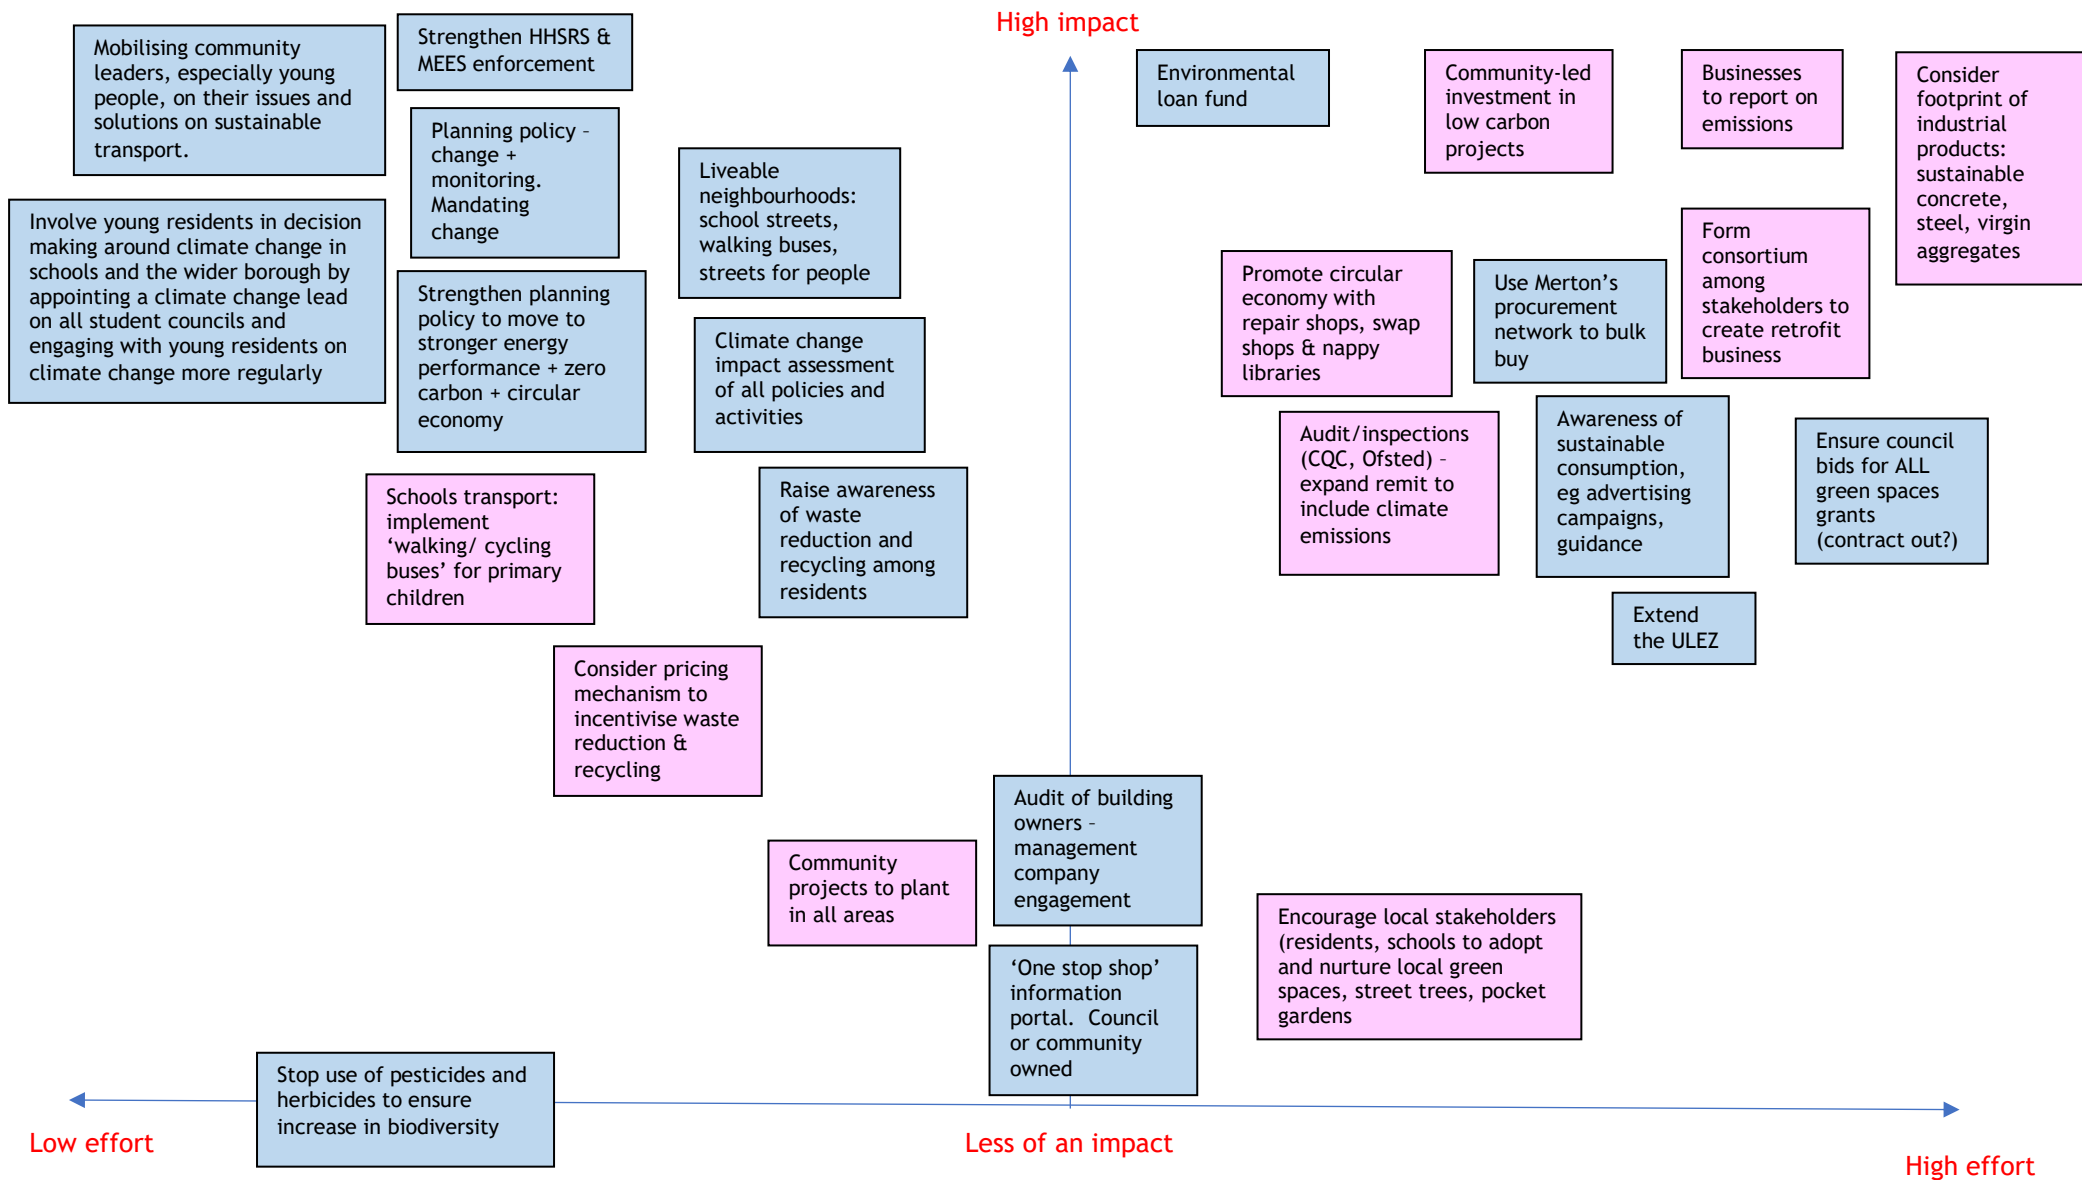 High impact
Mobilising community
leaders, especially young
people, on their issues and
solutions on sustainable
transport.
Strengthen HHSRS &
MEES enforcement
Planning policy –
change +
monitoring.
Mandating
change
Liveable
neighbourhoods:
school streets,
walking buses,
streets for people
Involve young residents in decision
making around climate change in
schools and the wider borough by
appointing a climate change lead
on all student councils and
engaging with young residents on
climate change more regularly
Strengthen planning
policy to move to
stronger energy
performance + zero
carbon + circular
economy
Climate change
impact assessment
of all policies and
activities
Schools transport:
implement
‘walking/ cycling
buses’ for primary
children
Raise awareness
of waste
reduction and
recycling among
residents
Consider pricing
mechanism to
incentivise waste
reduction &
recycling
Environmental
loan fund
Community-led
investment in
low carbon
projects
Businesses
to report on
emissions
Consider
footprint of
industrial
products:
sustainable
concrete,
steel, virgin
aggregates
Promote circular
economy with
repair shops, swap
shops & nappy
libraries
Use Merton’s
procurement
network to bulk
buy
Form
consortium
among
stakeholders to
create retrofit
business
Audit/inspections
(CQC, Ofsted) –
expand remit to
include climate
emissions
Awareness of
sustainable
consumption,
eg advertising
campaigns,
guidance
Ensure council
bids for ALL
green spaces
grants
(contract out?)
Extend
the ULEZ
Audit of building
owners –
management
company
engagement
Community
projects to plant
in all areas
‘One stop shop’
information
portal.  Council
or community
owned
Encourage local stakeholders
(residents, schools to adopt
and nurture local green
spaces, street trees, pocket
gardens
Stop use of pesticides and
herbicides to ensure
increase in biodiversity
Low effort
Less of an impact
High effort